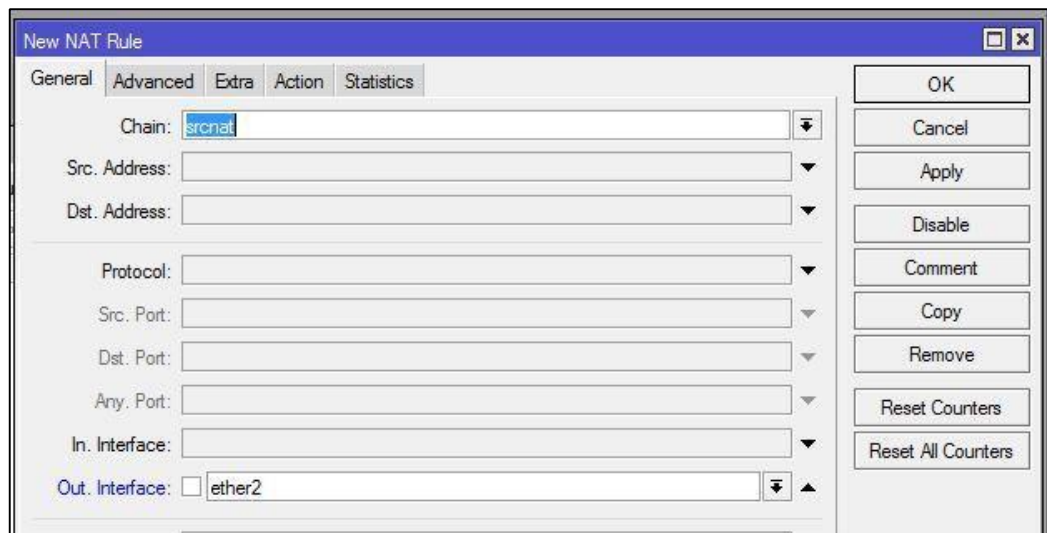 New NAT Rule
General Advanced Extra Action Statistics
Chain: srcnat
Src. Address:
Dst. Address:
Protocol:
Src. Port:
Dst. Port:
Any. Port:
In. Interface:
Out. Interface: ether2
OK
Cancel
Apply
Disable
Comment
Copy
Remove
Reset Counters
Reset All Counters